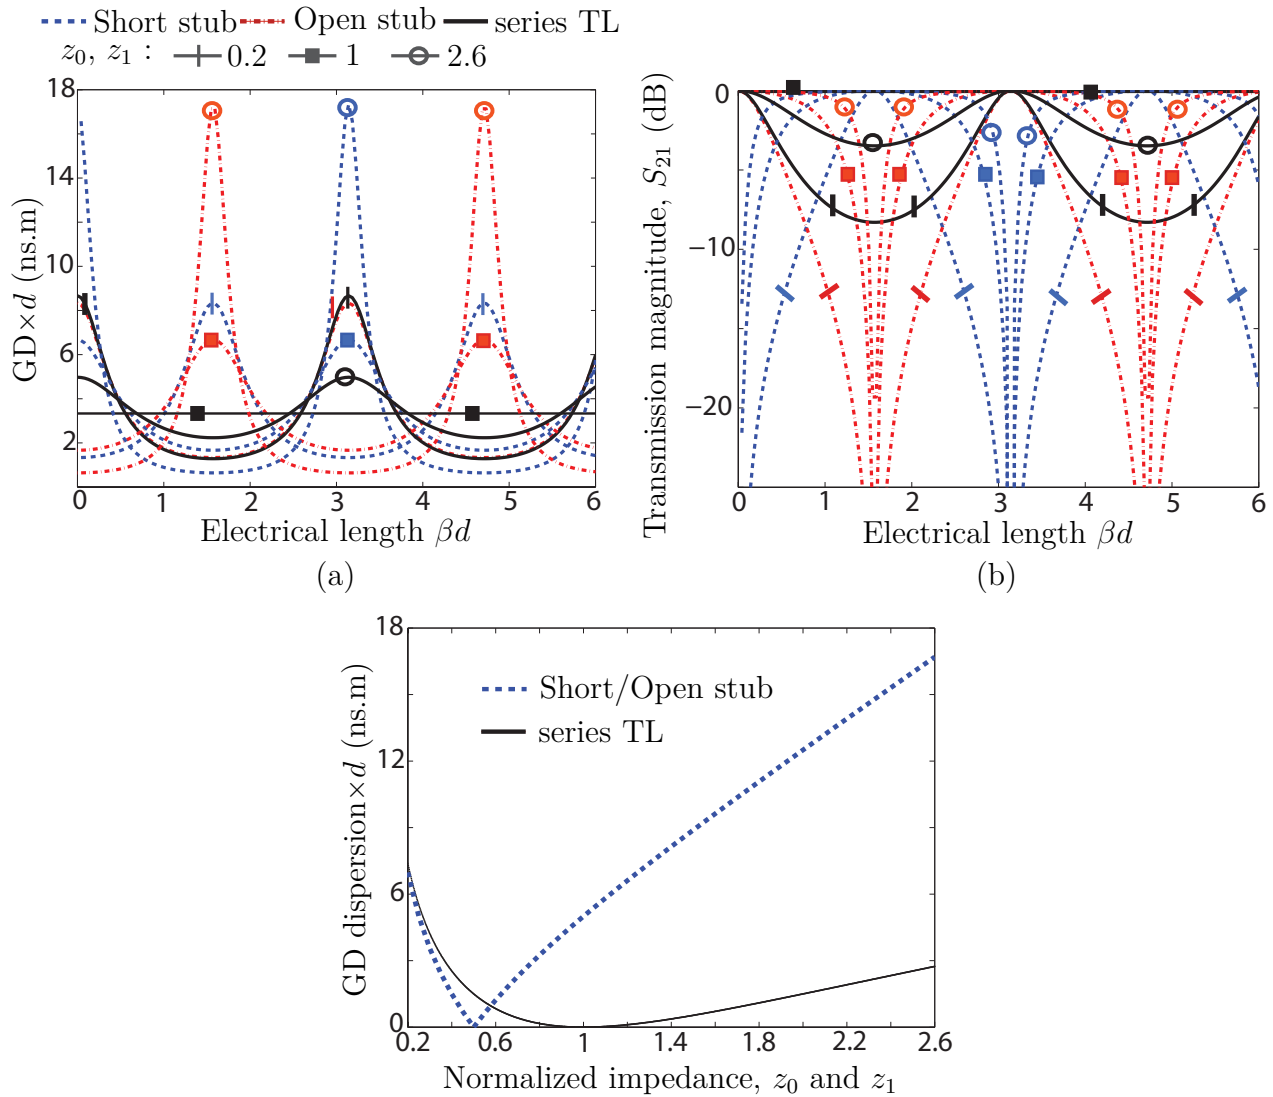 Short stub Open stub series TL
z₀, z₁ : 0.2 1 2.6
GD×d (ns.m)
18
14
10
6
2
0 1 2 3 4 5 6
Electrical length βd
(a)
Transmission magnitude, S₂₁ (dB)
0
−10
−20
0 1 2 3 4 5 6
Electrical length βd
(b)
GD dispersion×d (ns.m)
18
12
6
0
Short/Open stub
series TL
0.2 0.6 1 1.4 1.8 2.2 2.6
Normalized impedance, z₀ and z₁